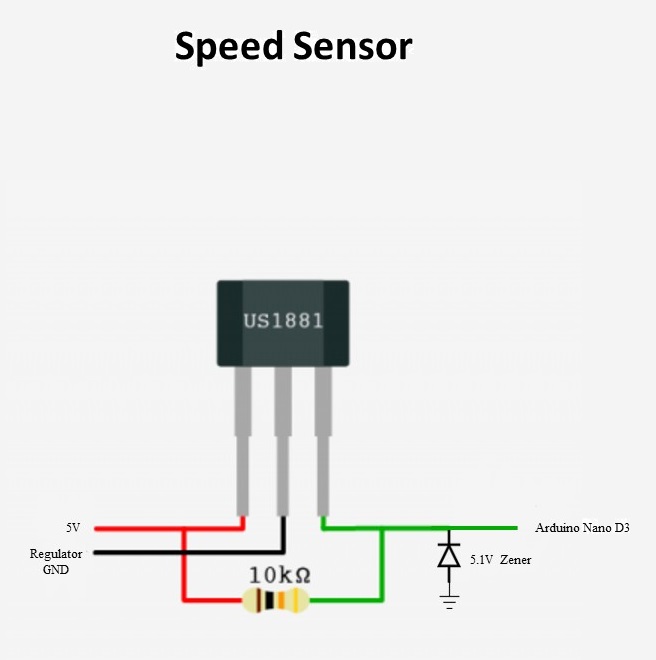 Speed Sensor
US1881
5V
Arduino Nano D3
Regulator
GND
5.1V Zener
10kΩ